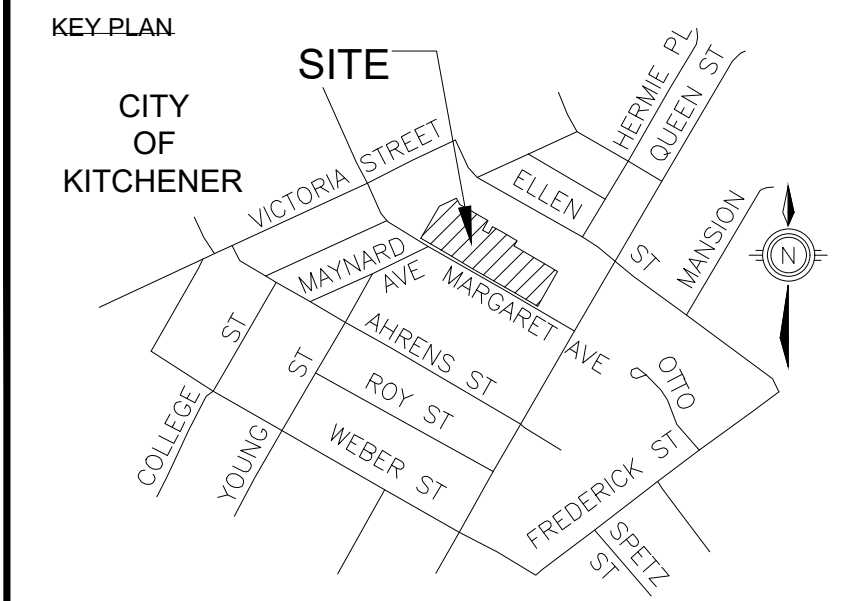 KEY PLAN
SITE
CITY
OF
KITCHENER
HERMIE PL
QUEEN ST
VICTORIA STREET
ELLEN
ST
MANSION
N
MAYNARD
AVE
MARGARET AVE
AHRENS ST
ROY ST
WEBER ST
COLLEGE
ST
YOUNG
ST
OTTO
FREDERICK ST
SPETZ
ST